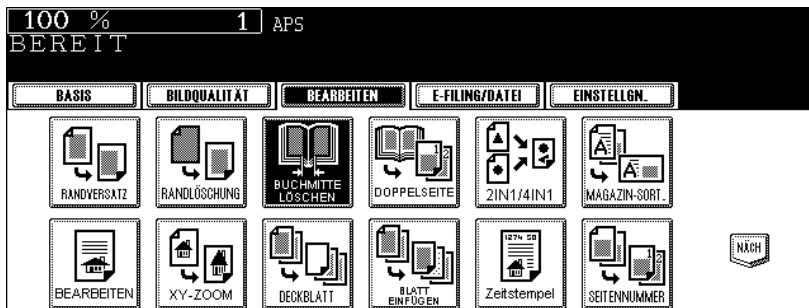 100 % 1 APS
BEREIT
BASIS BILDQUALITÄT BEARBEITEN E-FILING/DATEI EINSTELLGN.
RANDVERSATZ RANDLÖSCHUNG BUCHMITTE LÖSCHEN DOPPELSEITE 2IN1/4IN1 MAGAZIN-SORT.
NÄCH
BEARBEITEN XY-ZOOM DECKBLATT BLATT EINFÜGEN Zeitstempel SEITENNUMMER